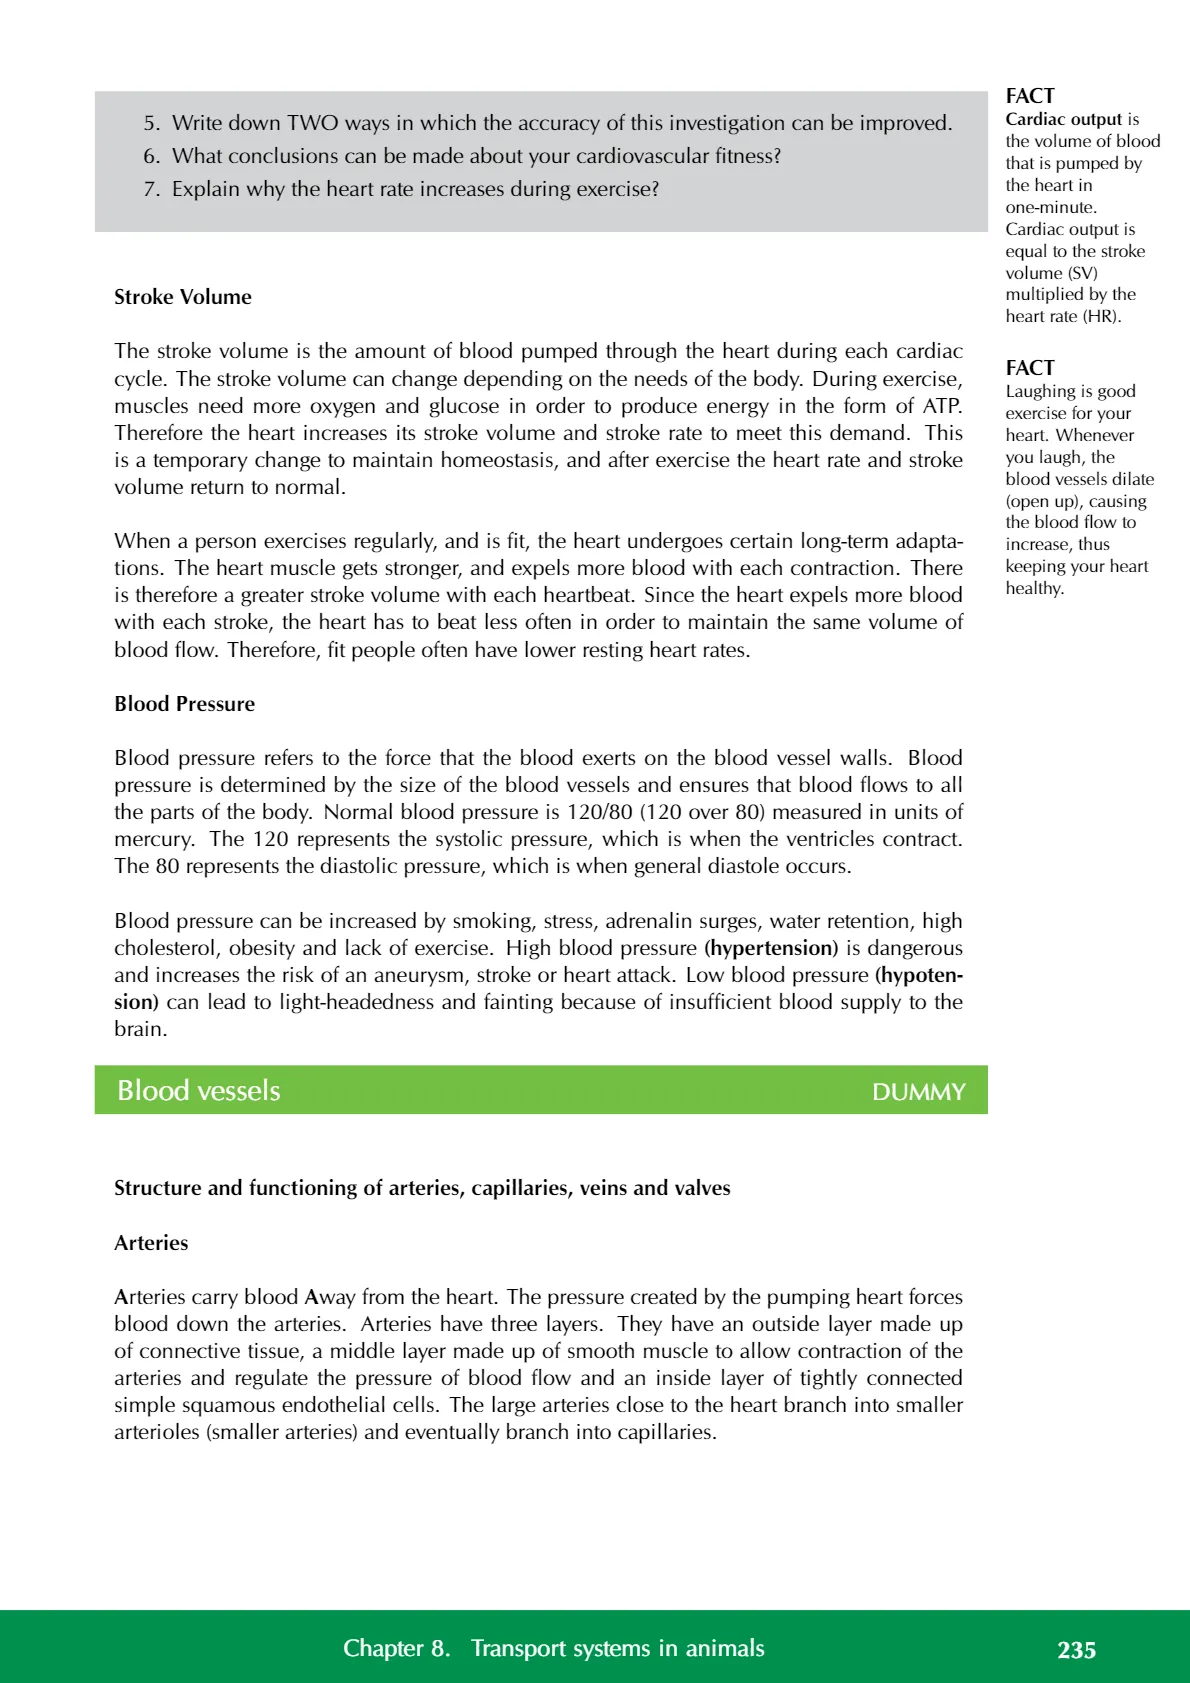 5. Write down TWO ways in which the accuracy of this investigation can be improved.
6. What conclusions can be made about your cardiovascular fitness?
7. Explain why the heart rate increases during exercise?
FACT
Cardiac output is
the volume of blood
that is pumped by
the heart in
one-minute.
Cardiac output is
equal to the stroke
volume (SV)
multiplied by the
heart rate (HR).
FACT
Laughing is good
exercise for your
heart. Whenever
you laugh, the
blood vessels dilate
(open up), causing
the blood flow to
increase, thus
keeping your heart
healthy.
Stroke Volume
The stroke volume is the amount of blood pumped through the heart during each cardiac
cycle. The stroke volume can change depending on the needs of the body. During exercise,
muscles need more oxygen and glucose in order to produce energy in the form of ATP.
Therefore the heart increases its stroke volume and stroke rate to meet this demand. This
is a temporary change to maintain homeostasis, and after exercise the heart rate and stroke
volume return to normal.
When a person exercises regularly, and is fit, the heart undergoes certain long-term adapta-
tions. The heart muscle gets stronger, and expels more blood with each contraction. There
is therefore a greater stroke volume with each heartbeat. Since the heart expels more blood
with each stroke, the heart has to beat less often in order to maintain the same volume of
blood flow. Therefore, fit people often have lower resting heart rates.
Blood Pressure
Blood pressure refers to the force that the blood exerts on the blood vessel walls. Blood
pressure is determined by the size of the blood vessels and ensures that blood flows to all
the parts of the body. Normal blood pressure is 120/80 (120 over 80) measured in units of
mercury. The 120 represents the systolic pressure, which is when the ventricles contract.
The 80 represents the diastolic pressure, which is when general diastole occurs.
Blood pressure can be increased by smoking, stress, adrenalin surges, water retention, high
cholesterol, obesity and lack of exercise. High blood pressure (hypertension) is dangerous
and increases the risk of an aneurysm, stroke or heart attack. Low blood pressure (hypoten-
sion) can lead to light-headedness and fainting because of insufficient blood supply to the
brain.
Blood vessels DUMMY
Structure and functioning of arteries, capillaries, veins and valves
Arteries
Arteries carry blood Away from the heart. The pressure created by the pumping heart forces
blood down the arteries. Arteries have three layers. They have an outside layer made up
of connective tissue, a middle layer made up of smooth muscle to allow contraction of the
arteries and regulate the pressure of blood flow and an inside layer of tightly connected
simple squamous endothelial cells. The large arteries close to the heart branch into smaller
arterioles (smaller arteries) and eventually branch into capillaries.
Chapter 8. Transport systems in animals 235